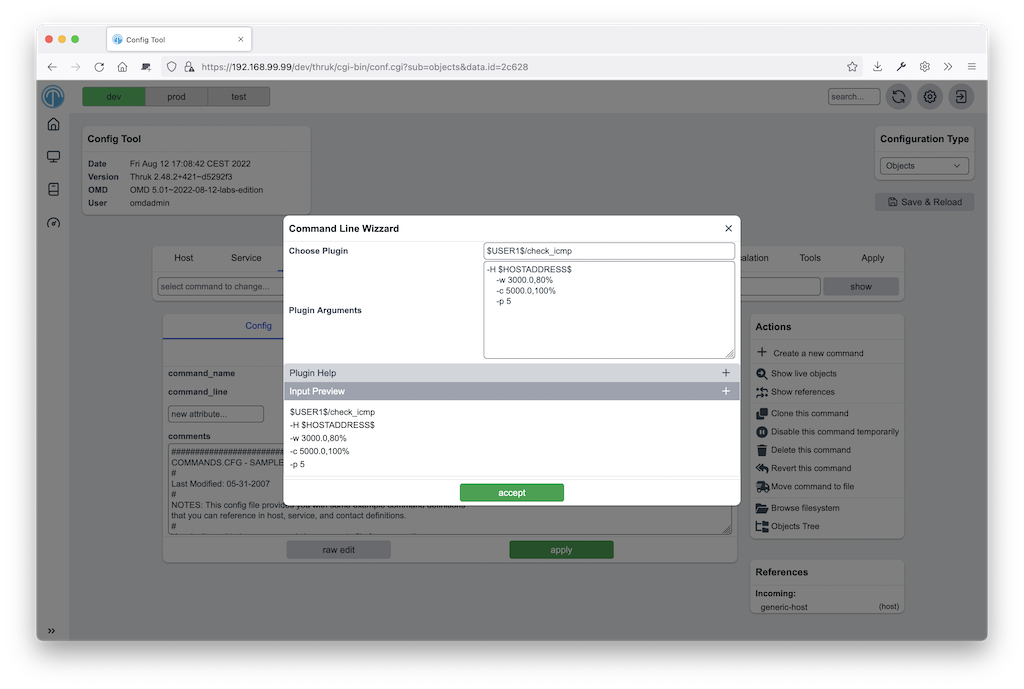 Config Tool
https://192.168.99.99/dev/thruk/cgi-bin/conf.cgi?sub=objects&data.id=2c628
dev prod test
search...
Config Tool
Date Fri Aug 12 17:08:42 CEST 2022
Version Thruk 2.48.2+421~d5292f3
OMD OMD 5.01~2022-08-12-labs-edition
User omdadmin
Configuration Type
Objects
Save & Reload
Command Line Wizzard
Choose Plugin $USER1$/check_icmp
Plugin Arguments
-H $HOSTADDRESS$
-w 3000.0,80%
-c 5000.0,100%
-p 5
Plugin Help
Input Preview
$USER1$/check_icmp
-H $HOSTADDRESS$
-w 3000.0,80%
-c 5000.0,100%
-p 5
accept
Host Service Tools Apply
select command to change...
show
Config
command_name
command_line
new attribute...
comments
#######################
COMMANDS.CFG - SAMPLE
#
Last Modified: 05-31-2007
#
NOTES: This config file provides you with some example command definitions
that you can reference in host, service, and contact definitions.
#
raw edit apply
Actions
Create a new command
Show live objects
Show references
Clone this command
Disable this command temporarily
Delete this command
Revert this command
Move command to file
Browse filesystem
Objects Tree
References
Incoming:
generic-host (host)